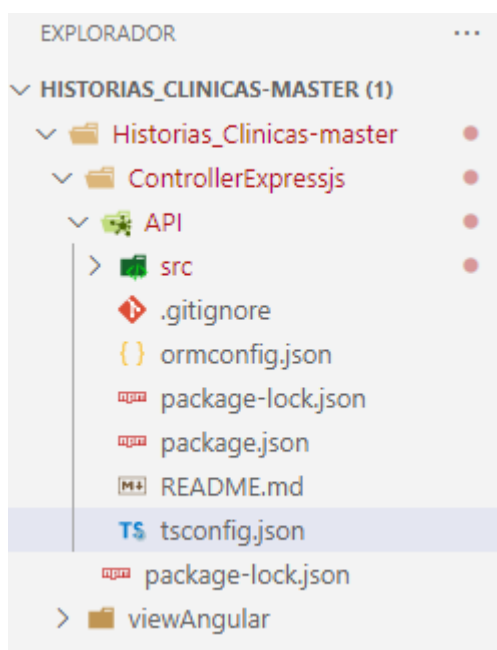 EXPLORADOR ...
HISTORIAS_CLINICAS-MASTER (1)
Historias_Clinicas-master
ControllerExpressjs
API
src
.gitignore
{} ormconfig.json
npm package-lock.json
npm package.json
M↓ README.md
TS tsconfig.json
npm package-lock.json
viewAngular